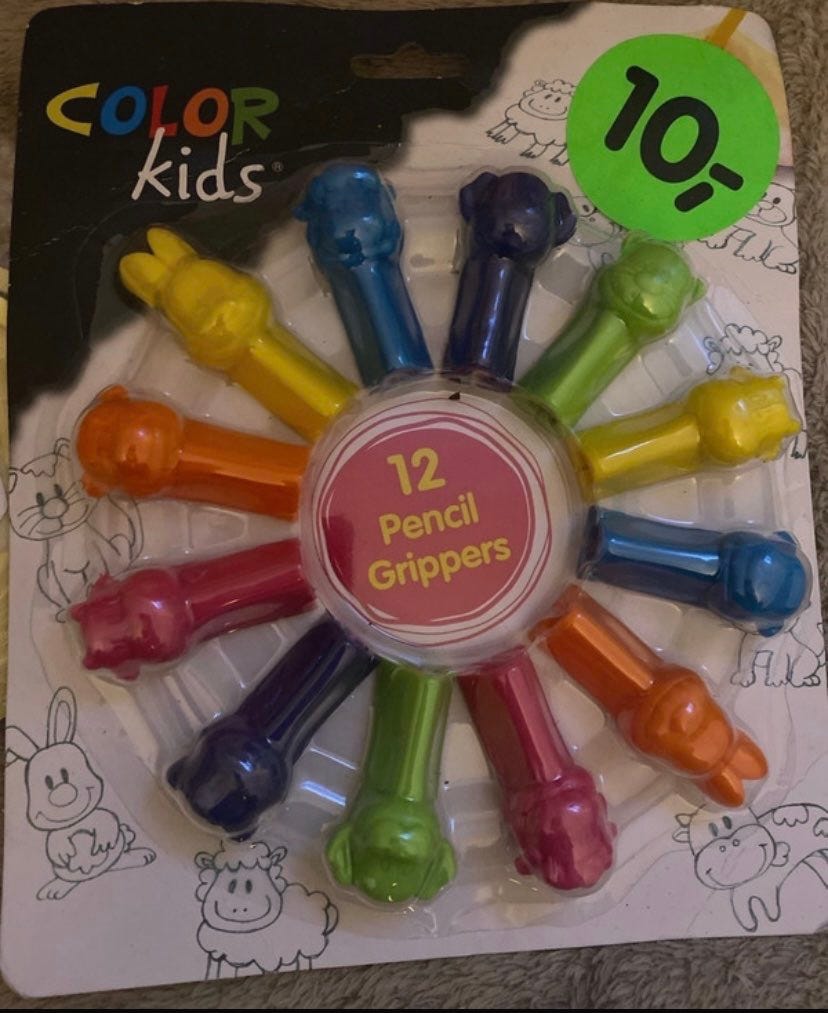 COLOR
kids®
10,-
12
Pencil
Grippers